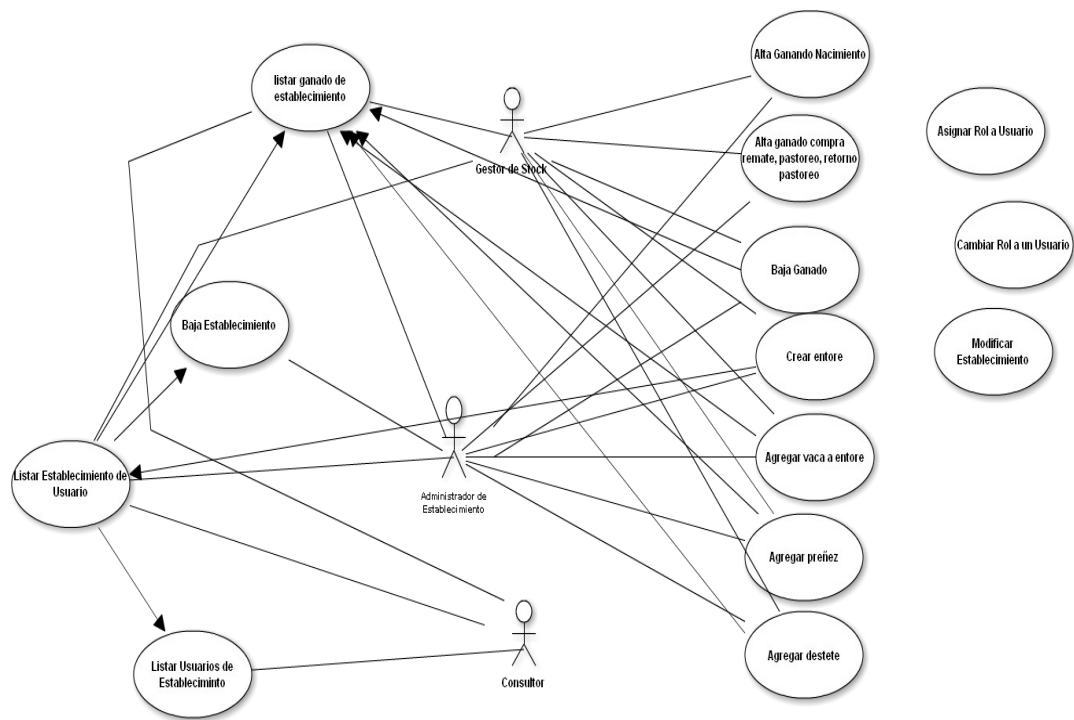 Alta Ganando Nacimiento
listar ganado de
establecimiento
Asignar Rol a Usuario
Alta ganado compra
remate, pastoreo, retorno
pastoreo
Gestor de Stock
Cambiar Rol a un Usuario
Baja Ganado
Baja Establecimiento
Modificar
Establecimiento
Crear entore
Agregar vaca a entore
Listar Establecimiento de
Usuario
Administrador de
Establecimiento
Agregar preñez
Agregar destete
Listar Usuarios de
Estableciminto
Consultor